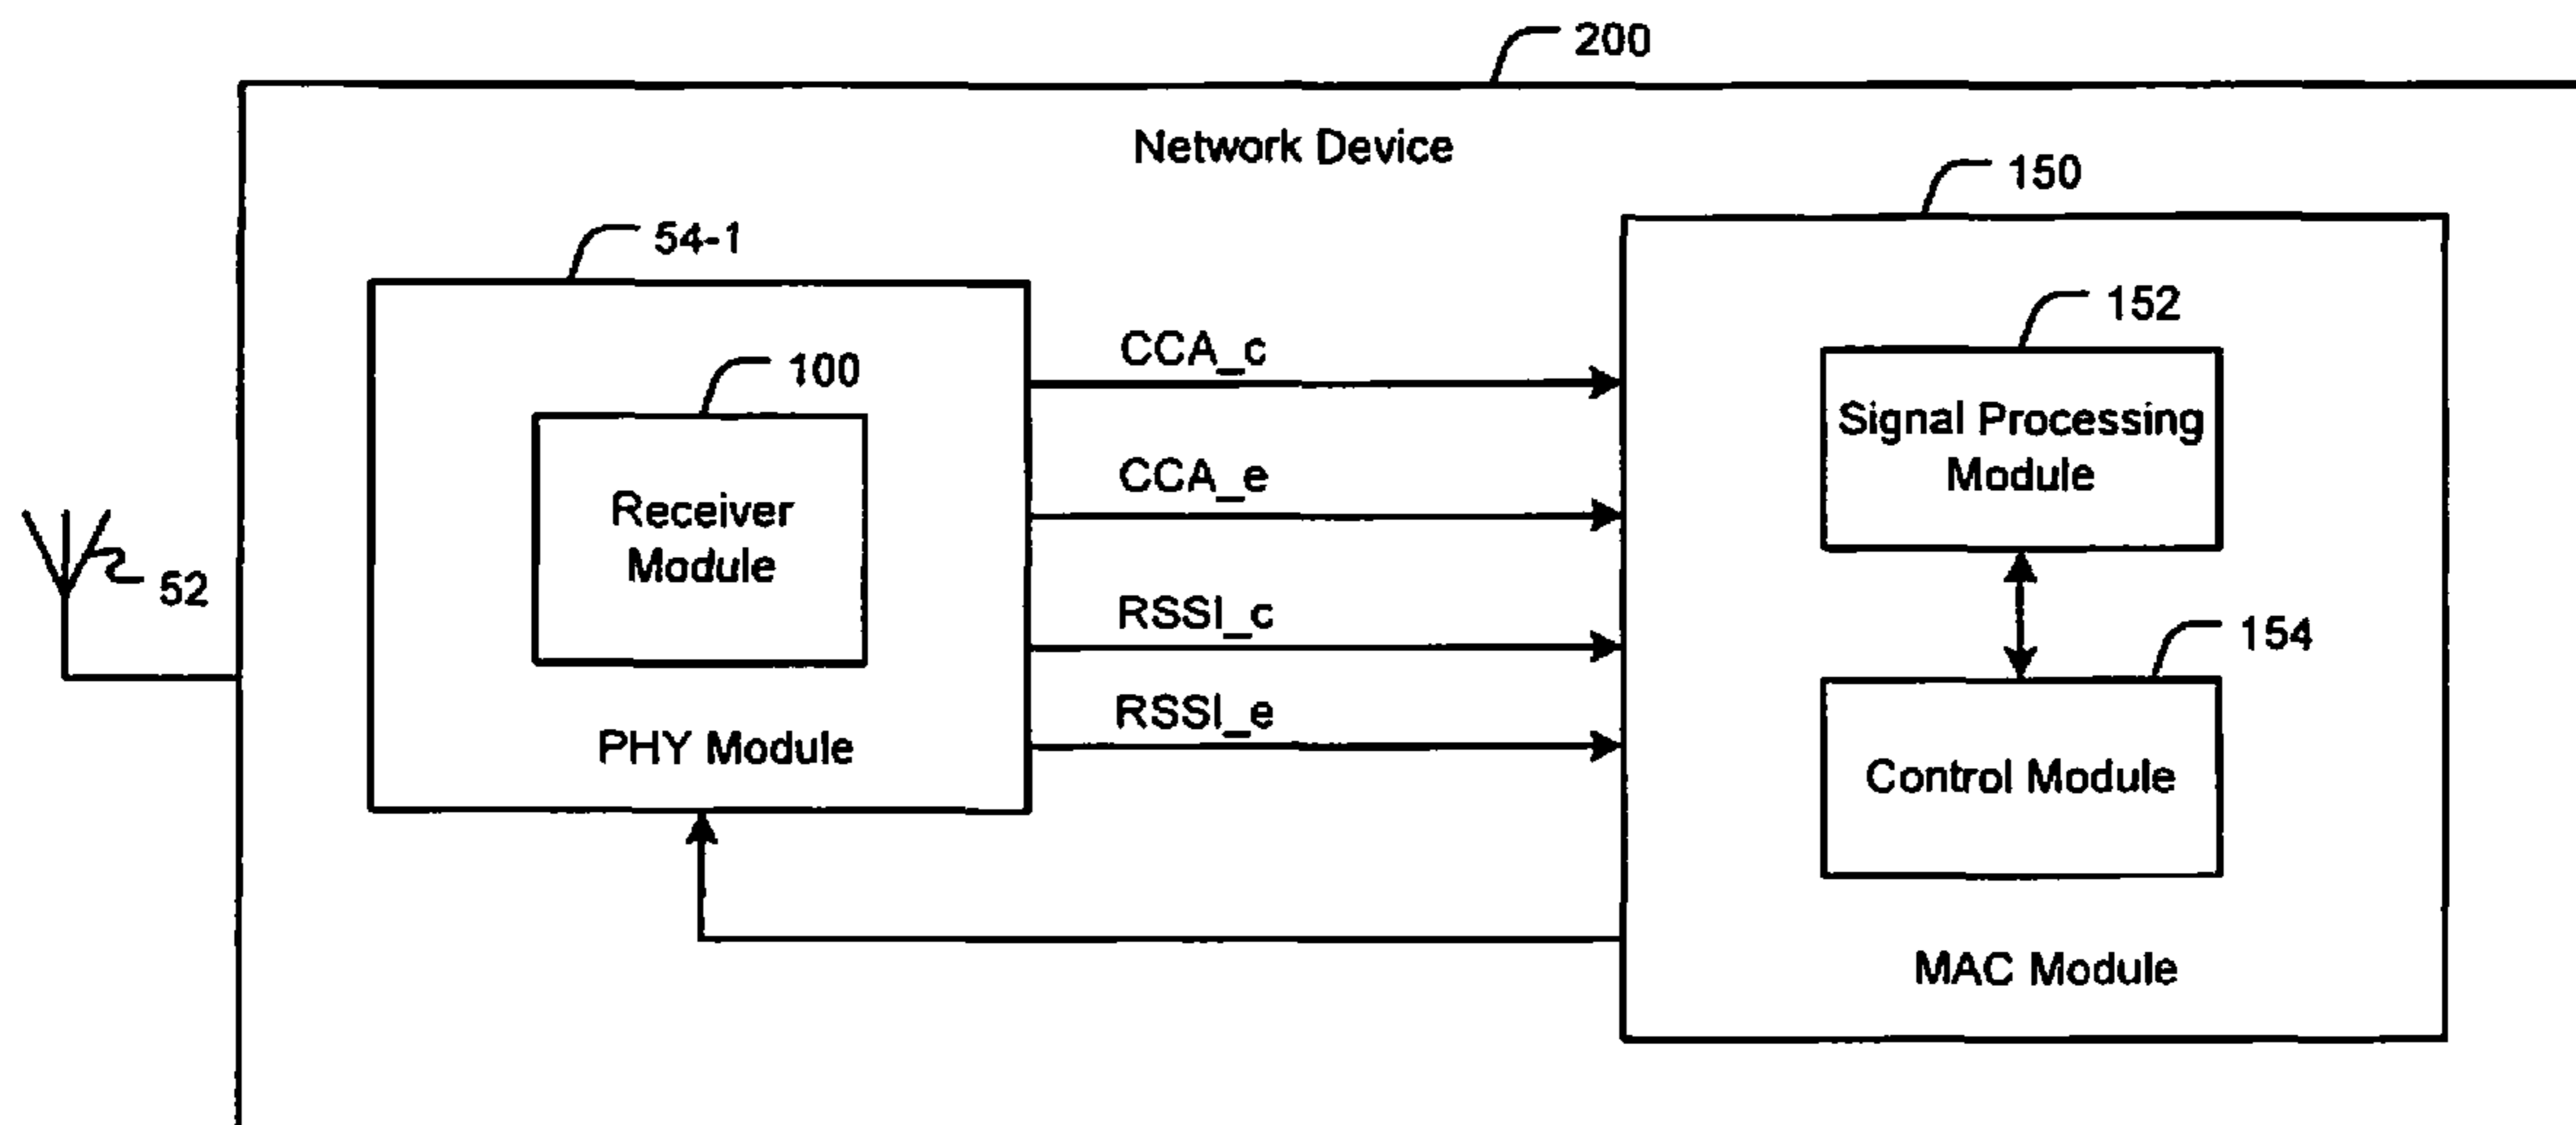 200
Network Device
150
54-1
152
CCA_c
100
Signal Processing
Module
CCA_e
Receiver
Module
52
RSSI_c
154
RSSI_e
PHY Module
Control Module
MAC Module